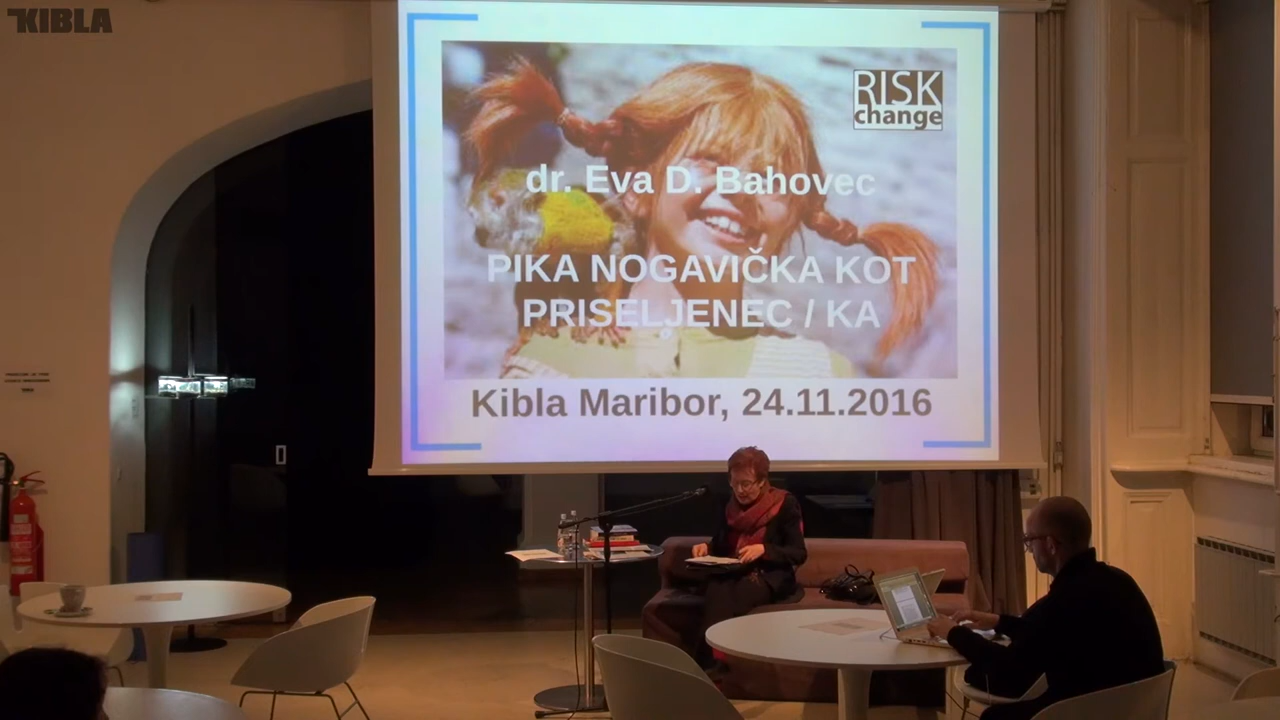 KIBLA
RISK
change
dr. Eva D. Bahovec
PIKA NOGAVIČKA KOT
PRISELJENEC / KA
Kibla Maribor, 24.11.2016